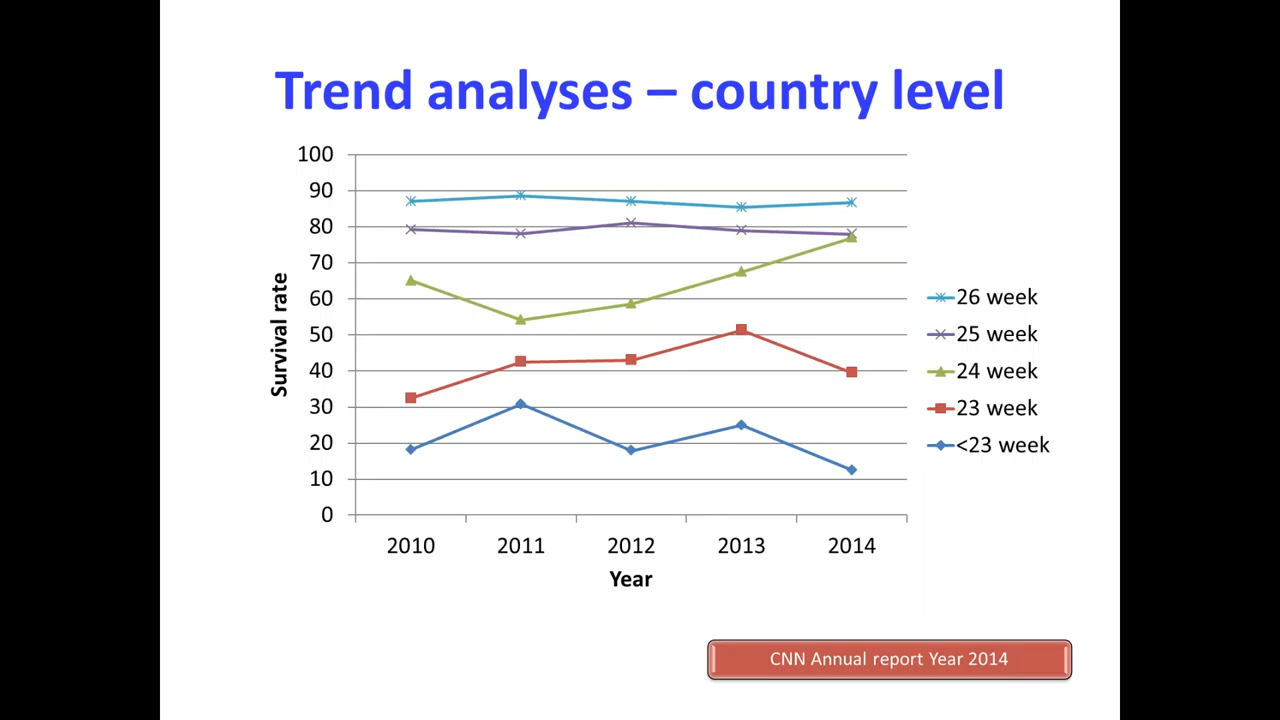 Trend analyses – country level
100
90
80
70
60
50
40
30
20
10
0
Survival rate
2010 2011 2012 2013 2014
Year
26 week
25 week
24 week
23 week
<23 week
CNN Annual report Year 2014